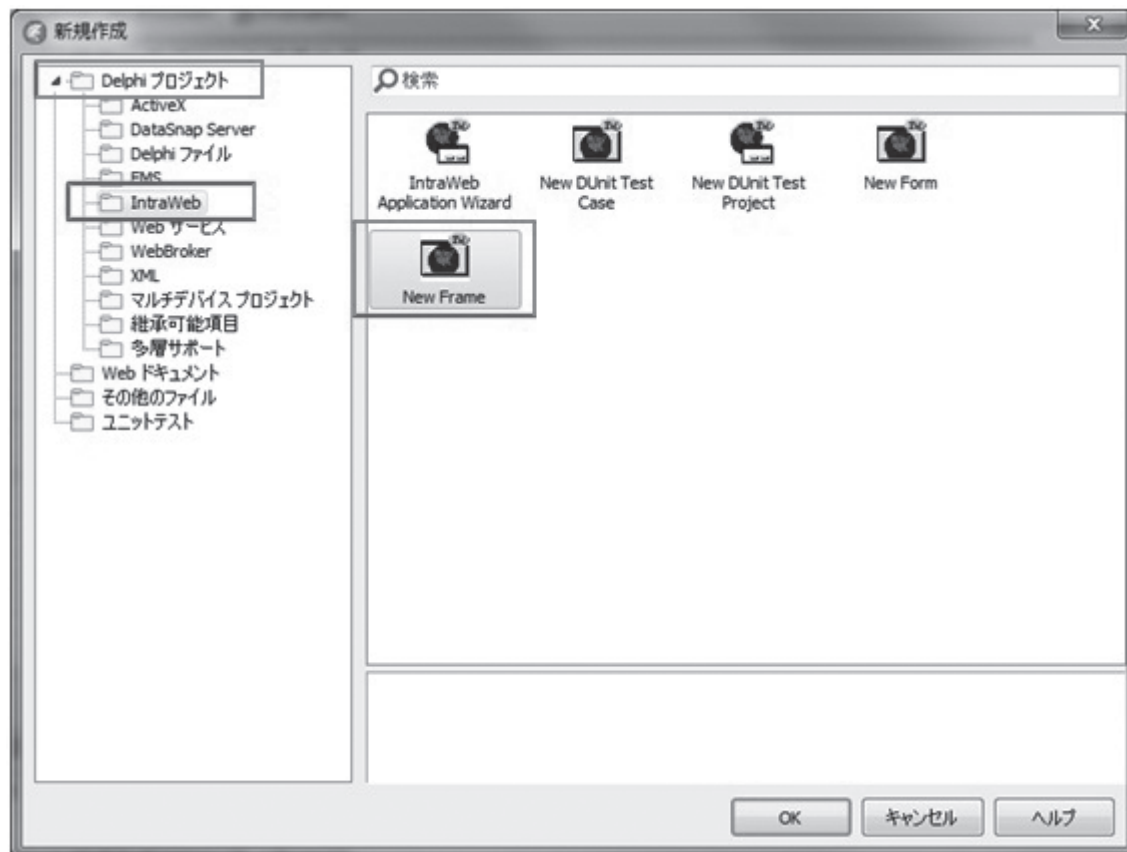 新規作成
Delphi プロジェクト
ActiveX
DataSnap Server
Delphi ファイル
EMS
IntraWeb
Web サービス
WebBroker
XML
マルチデバイス プロジェクト
継承可能項目
多層サポート
Web ドキュメント
その他のファイル
ユニットテスト
検索
IntraWeb
Application Wizard
New DUnit Test
Case
New DUnit Test
Project
New Form
New Frame
OK
キャンセル
ヘルプ